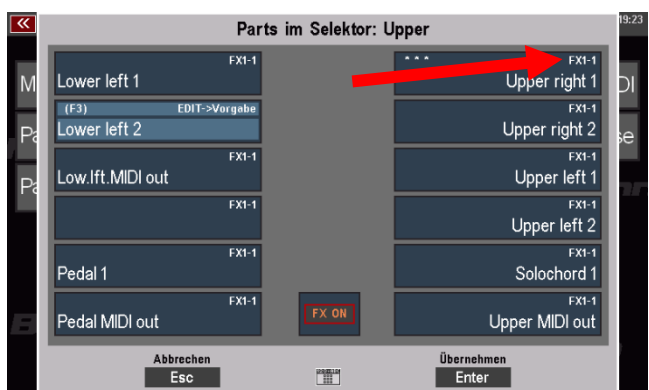 19:23
Parts im Selektor: Upper
FX1-1
Lower left 1
* * * FX1-1
Upper right 1
(F3) EDIT->Vorgabe
Lower left 2
FX1-1
Upper right 2
FX1-1
Low.lft.MIDI out
FX1-1
Upper left 1
FX1-1
FX1-1
Upper left 2
FX1-1
Pedal 1
FX1-1
Solochord 1
FX1-1
Pedal MIDI out
FX ON
FX1-1
Upper MIDI out
Abbrechen
Esc
Übernehmen
Enter